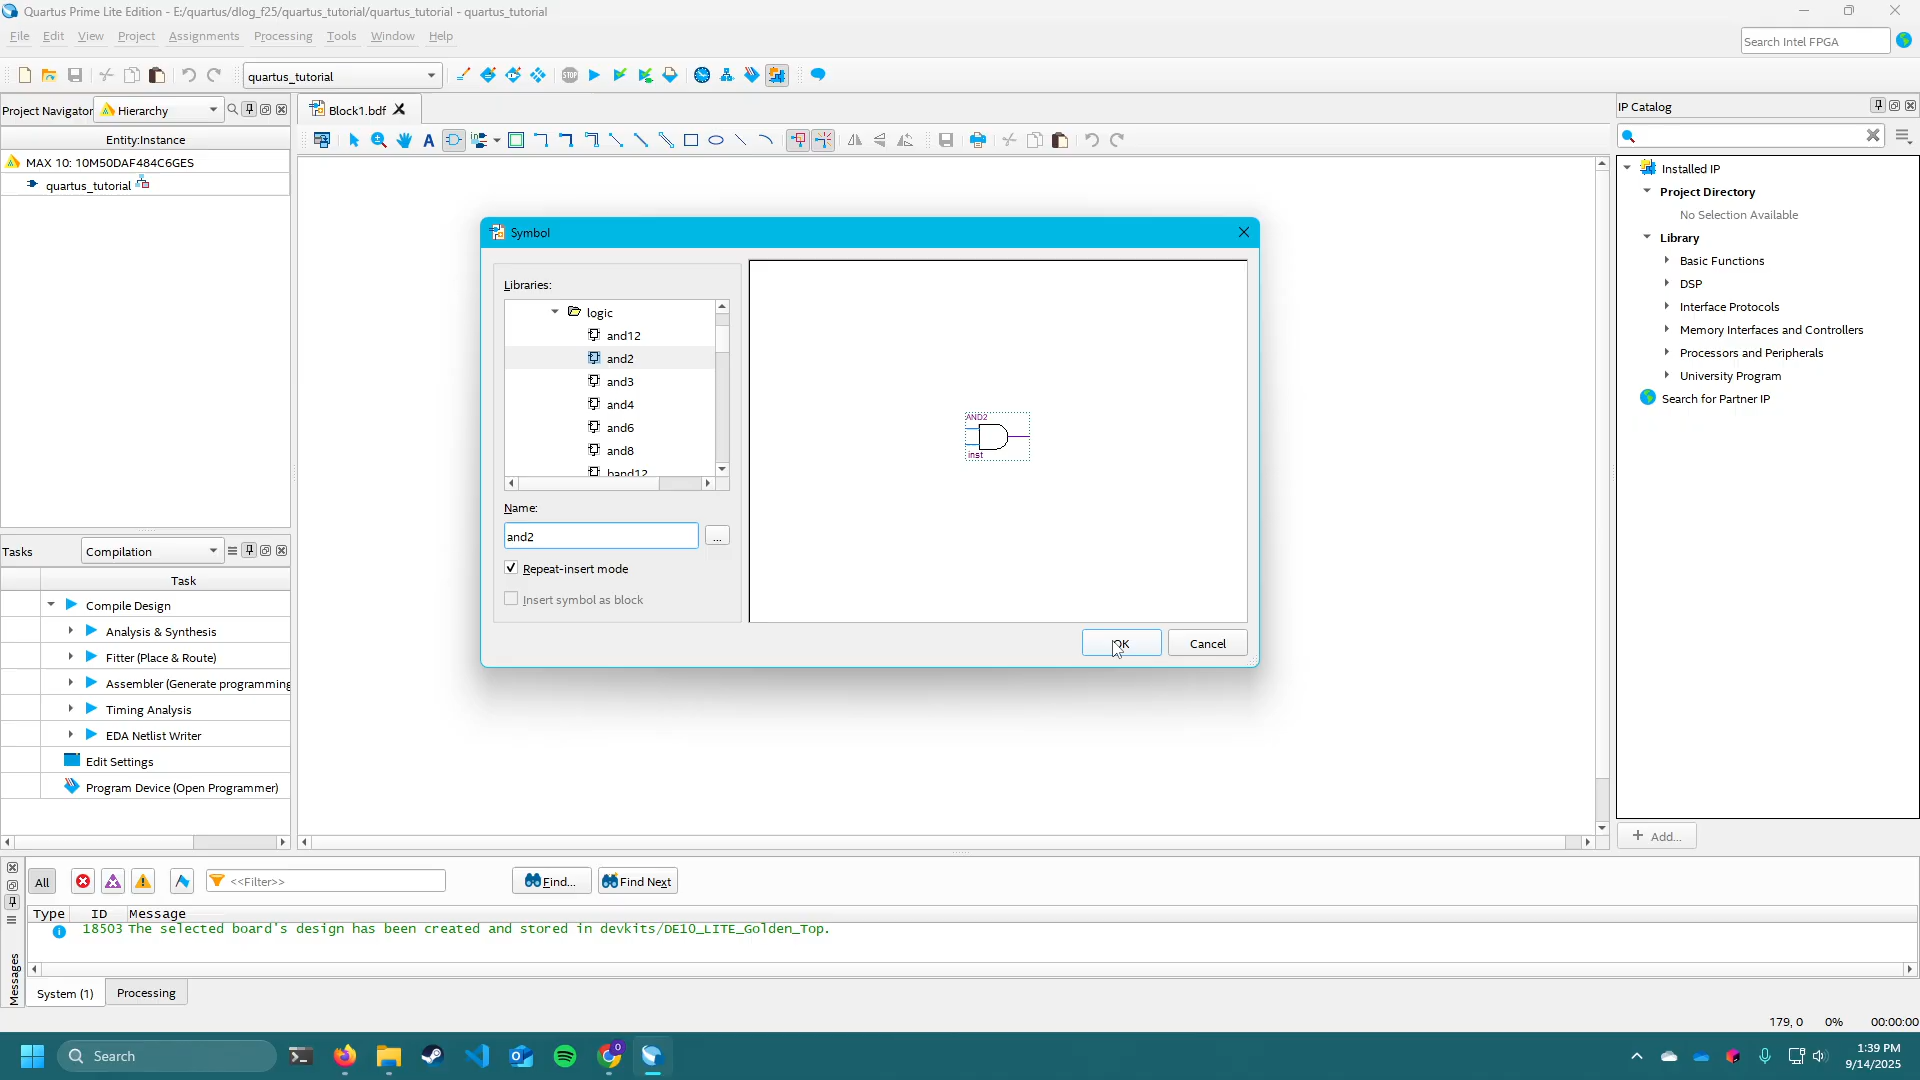 Quartus Prime Lite Edition - E:/quartus/dlog_f25/quartus_tutorial/quartus_tutorial - quartus_tutorial
File Edit View Project Assignments Processing Tools Window Help
Search Intel FPGA
quartus_tutorial
STOP
Project Navigator Hierarchy
Block1.bdf
IP Catalog
Entity:Instance
MAX 10: 10M50DAF484C6GES
quartus_tutorial
Installed IP
Project Directory
No Selection Available
Library
Basic Functions
DSP
Interface Protocols
Memory Interfaces and Controllers
Processors and Peripherals
University Program
Search for Partner IP
+ Add...
Symbol
Libraries:
logic
and12
and2
and3
and4
and6
and8
band12
Name:
and2
...
Repeat-insert mode
Insert symbol as block
AND2
inst
OK
Cancel
Tasks Compilation
Task
Compile Design
Analysis & Synthesis
Fitter (Place & Route)
Assembler (Generate programming
Timing Analysis
EDA Netlist Writer
Edit Settings
Program Device (Open Programmer)
All
<<Filter>>
Find...
Find Next
Type ID Message
18503 The selected board's design has been created and stored in devkits/DE10_LITE_Golden_Top.
Messages
System (1)
Processing
179, 0 0% 00:00:00
Search
0
1:39 PM
9/14/2025